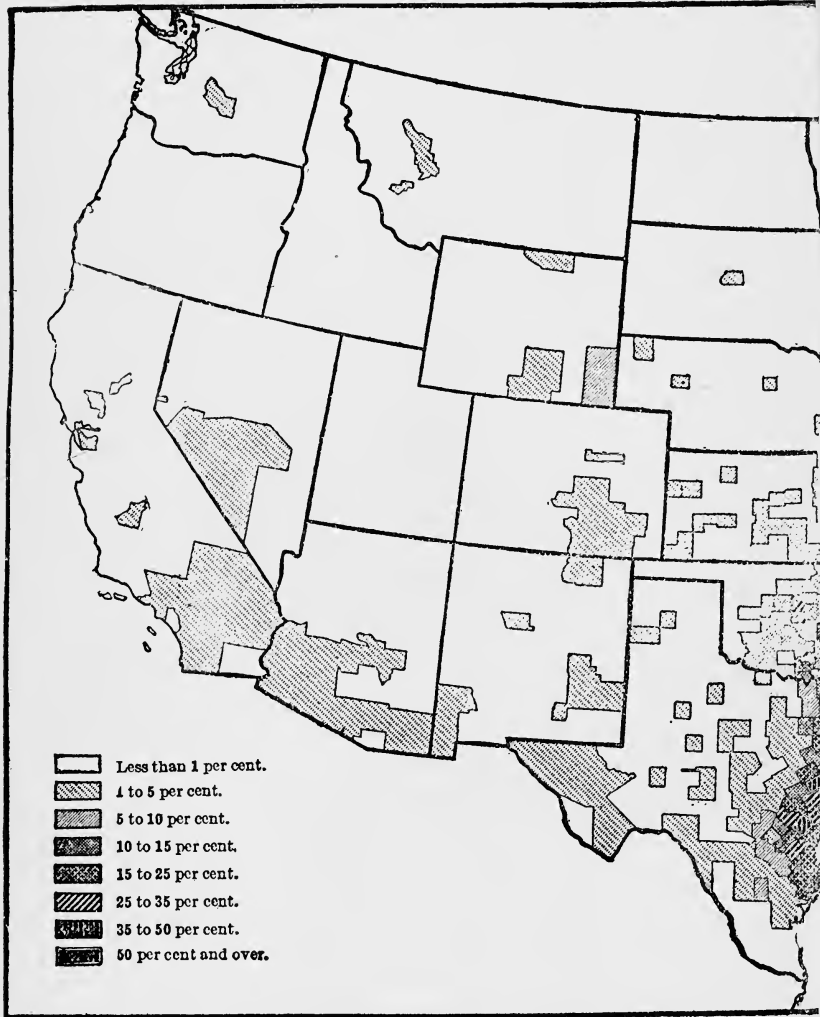 Less than 1 per cent.
1 to 5 per cent.
5 to 10 per cent.
10 to 15 per cent.
15 to 25 per cent.
25 to 35 per cent.
35 to 50 per cent.
50 per cent and over.